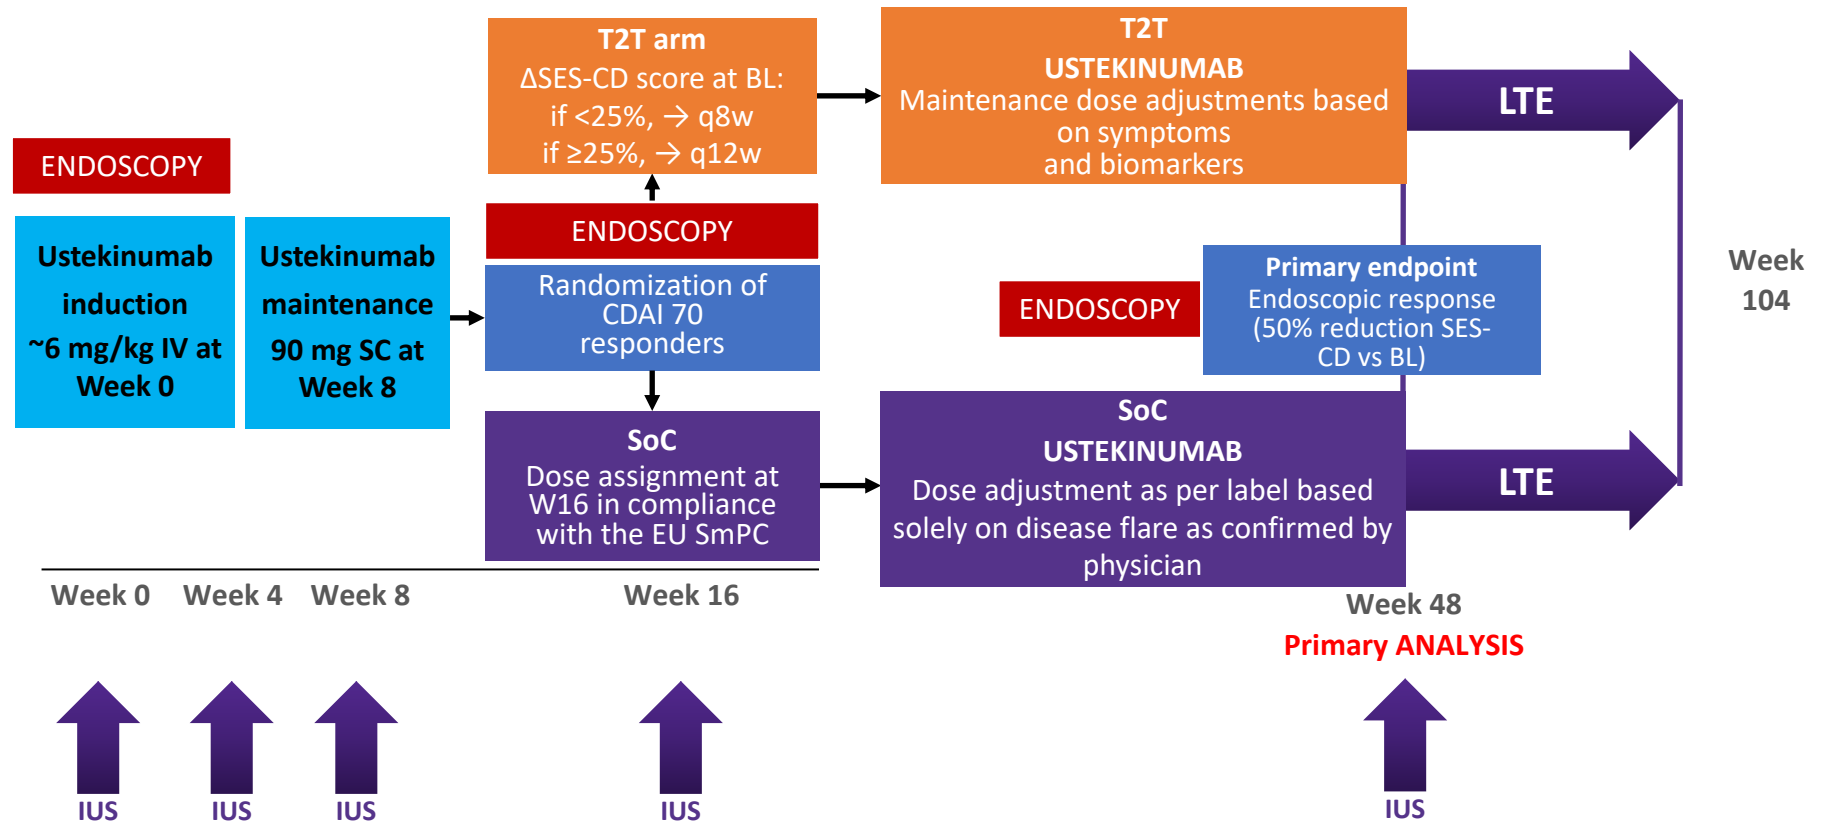 ENDOSCOPY
Ustekinumab
induction
~6 mg/kg IV at
Week 0
Ustekinumab
maintenance
90 mg SC at
Week 8
T2T arm
ΔSES-CD score at BL:
if <25%, → q8w
if ≥25%, → q12w
ENDOSCOPY
Randomization of
CDAI 70
responders
SoC
Dose assignment at
W16 in compliance
with the EU SmPC
T2T
USTEKINUMAB
Maintenance dose adjustments based
on symptoms
and biomarkers
LTE
ENDOSCOPY
Primary endpoint
Endoscopic response
(50% reduction SES-
CD vs BL)
SoC
USTEKINUMAB
Dose adjustment as per label based
solely on disease flare as confirmed by
physician
LTE
Week
104
Week 0
Week 4
Week 8
Week 16
Week 48
Primary ANALYSIS
IUS
IUS
IUS
IUS
IUS